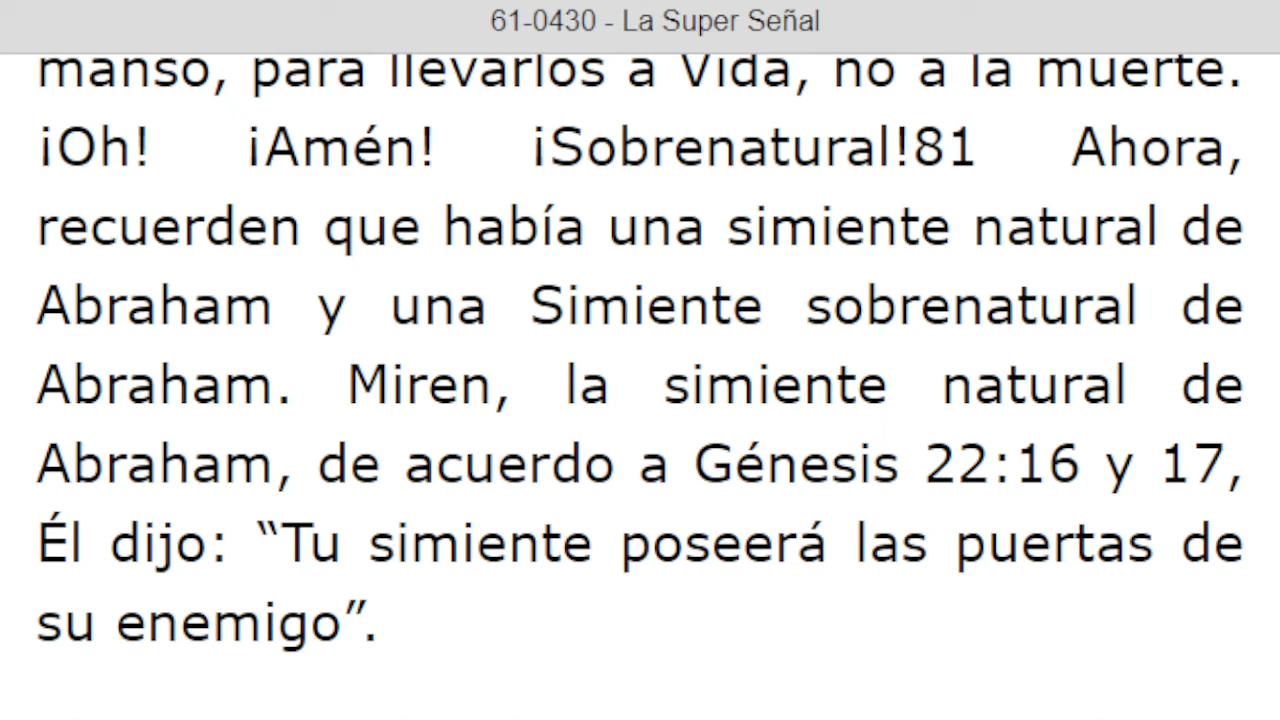 61-0430 - La Super Señal
manso, para llevarlos a Vida, no a la muerte.
¡Oh! ¡Amén! ¡Sobrenatural!81 Ahora,
recuerden que había una simiente natural de
Abraham y una Simiente sobrenatural de
Abraham. Miren, la simiente natural de
Abraham, de acuerdo a Génesis 22:16 y 17,
Él dijo: “Tu simiente poseerá las puertas de
su enemigo”.